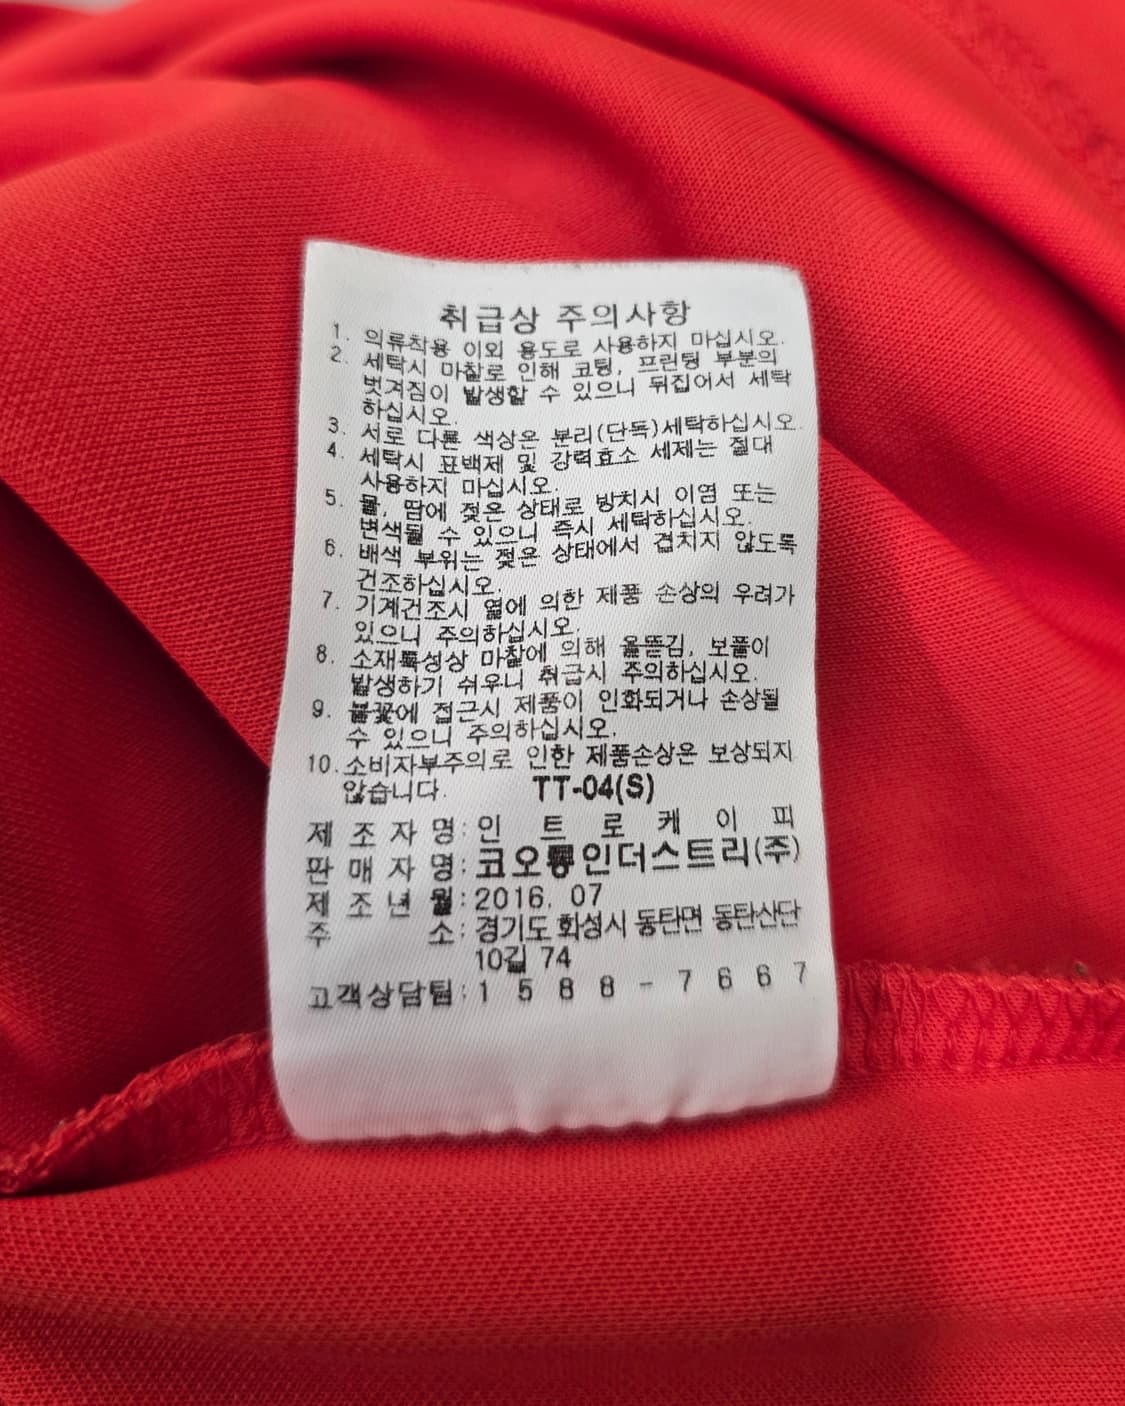 취급상 주의사항
1. 의류착용 이외 용도로 사용하지 마십시오.
2. 세탁시 마찰로 인해 코팅, 프린팅 부분의
벗겨짐이 발생할 수 있으니 뒤집어서 세탁
하십시오.
3. 서로 다른 색상은 분리(단독)세탁하십시오.
4. 세탁시 표백제 및 강력효소 세제는 절대
사용하지 마십시오.
5. 물, 땀에 젖은 상태로 방치시 이염 또는
변색될 수 있으니 즉시 세탁하십시오.
6. 배색 부위는 젖은 상태에서 겹치지 않도록
건조하십시오.
7. 기계건조시 열에 의한 제품 손상의 우려가
있으니 주의하십시오.
8. 소재특성상 마찰에 의해 올뜯김, 보풀이
발생하기 쉬우니 취급시 주의하십시오.
9. 불꽃에 접근시 제품이 인화되거나 손상될
수 있으니 주의하십시오.
10.소비자부주의로 인한 제품손상은 보상되지
않습니다. TT-04(S)
제 조 자 명: 인 트 로 케 이 피
판 매 자 명: 코오롱인더스트리(주)
제 조 년 월: 2016. 07
주 소: 경기도 화성시 동탄면 동탄산단
10길 74
고객상담팀: 1 5 8 8 - 7 6 6 7